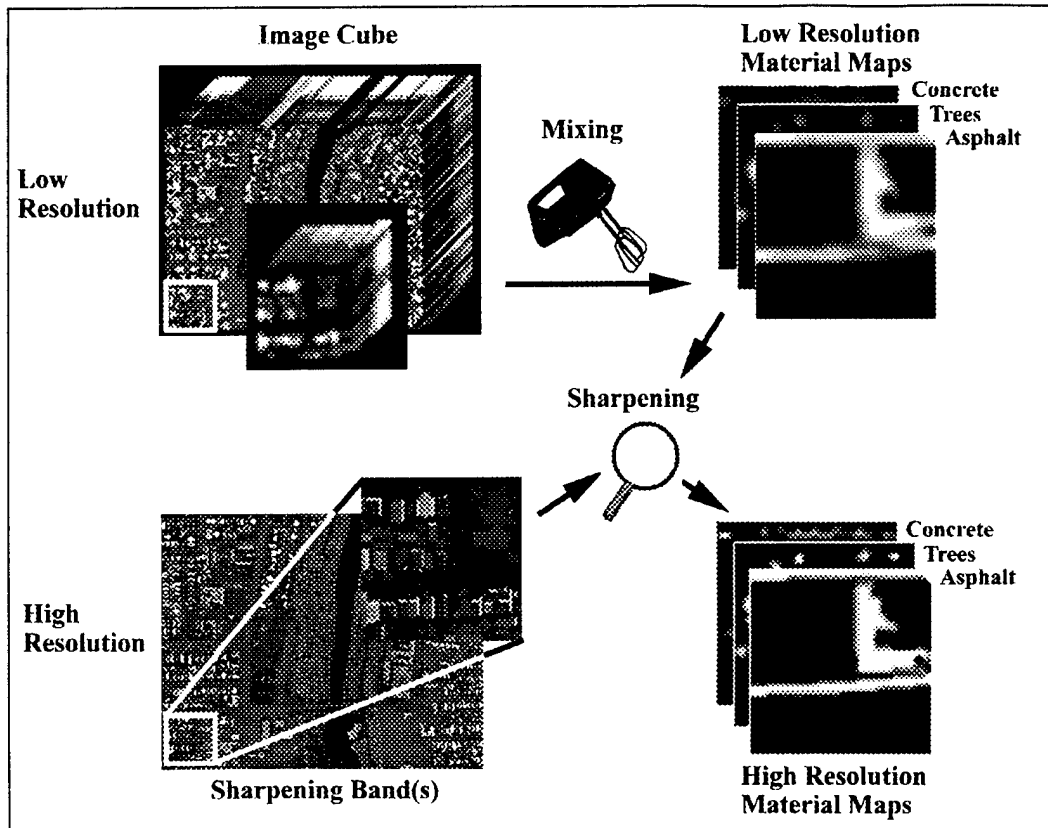 Image Cube
Low Resolution
Material Maps
Concrete
Trees
Asphalt
Mixing
Low
Resolution
Sharpening
High
Resolution
Concrete
Trees
Asphalt
Sharpening Band(s)
High Resolution
Material Maps